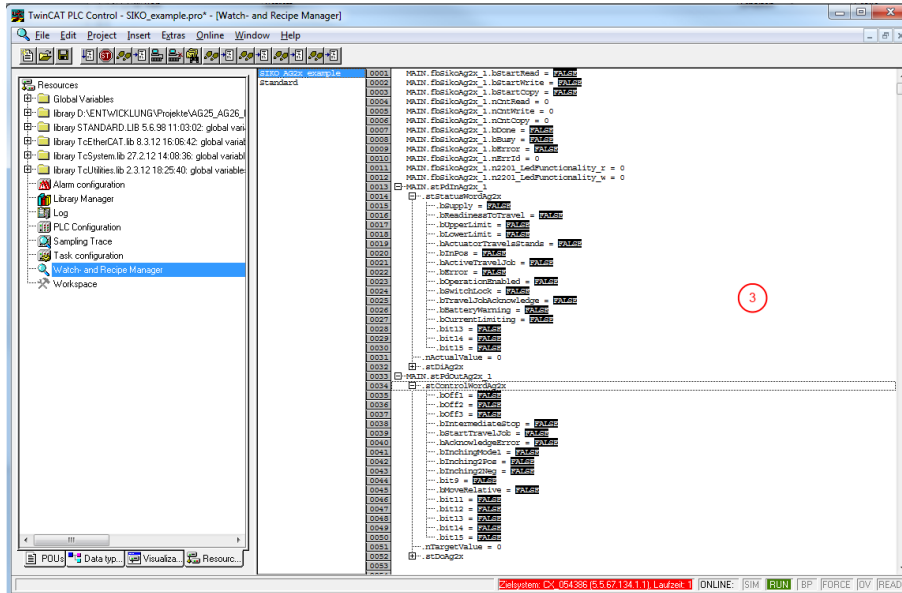 TwinCAT PLC Control - SIKO_example.pro* - [Watch- and Recipe Manager]
File Edit Project Insert Extras Online Window Help
Resources
Global Variables
library D:\ENTWICKLUNG\Projekte\AG25_AG26_
library STANDARD.LIB 5.6.98 11:03:02: global vari
library TcEtherCAT.lib 8.3.12 16:06:42: global variat
library TcSystem.lib 27.2.12 14:08:36: global variabl
library TcUtilities.lib 2.3.12 18:25:40: global variable
Alarm configuration
Library Manager
Log
PLC Configuration
Sampling Trace
Task configuration
Watch- and Recipe Manager
Workspace
POUs Data typ... Visualiza... Resourc...
SIKO AG2x example
Standard
0001 MAIN.fbSikoAg2x_1.bStartRead = FALSE
0002 MAIN.fbSikoAg2x_1.bStartWrite = FALSE
0003 MAIN.fbSikoAg2x_1.bStartCopy = FALSE
0004 MAIN.fbSikoAg2x_1.nCntRead = 0
0005 MAIN.fbSikoAg2x_1.nCntWrite = 0
0006 MAIN.fbSikoAg2x_1.nCntCopy = 0
0007 MAIN.fbSikoAg2x_1.bDone = FALSE
0008 MAIN.fbSikoAg2x_1.bBusy = FALSE
0009 MAIN.fbSikoAg2x_1.bError = FALSE
0010 MAIN.fbSikoAg2x_1.nErrId = 0
0011 MAIN.fbSikoAg2x_1.n2201_LedFunctionality_r = 0
0012 MAIN.fbSikoAg2x_1.n2201_LedFunctionality_w = 0
0013 MAIN.stPdInAg2x_1
0014 .stStatusWordAg2x
0015 .bSupply = FALSE
0016 .bReadinessToTravel = FALSE
0017 .bUpperLimit = FALSE
0018 .bLowerLimit = FALSE
0019 .bActuatorTravelsStands = FALSE
0020 .bInPos = FALSE
0021 .bActiveTravelJob = FALSE
0022 .bError = FALSE
0023 .bOperationEnabled = FALSE
0024 .bSwitchLock = FALSE
0025 .bTravelJobAcknowledge = FALSE
0026 .bBatteryWarning = FALSE
0027 .bCurrentLimiting = FALSE
0028 .bit13 = FALSE
0029 .bit14 = FALSE
0030 .bit15 = FALSE
0031 .nActualValue = 0
0032 .stDiAg2x
0033 MAIN.stPdOutAg2x_1
0034 .stControlWordAg2x
0035 .bOff1 = FALSE
0036 .bOff2 = FALSE
0037 .bOff3 = FALSE
0038 .bIntermediateStop = FALSE
0039 .bStartTravelJob = FALSE
0040 .bAcknowledgeError = FALSE
0041 .bInchingMode1 = FALSE
0042 .bInching2Pos = FALSE
0043 .bInching2Neg = FALSE
0044 .bit9 = FALSE
0045 .bMoveRelative = FALSE
0046 .bit11 = FALSE
0047 .bit12 = FALSE
0048 .bit13 = FALSE
0049 .bit14 = FALSE
0050 .bit15 = FALSE
0051 .nTargetValue = 0
0052 .stDoAg2x
0053
3
Zielsystem: CX_054386 (5.5.67.134.1.1), Laufzeit: 1 ONLINE: SIM RUN BP FORCE OV READ